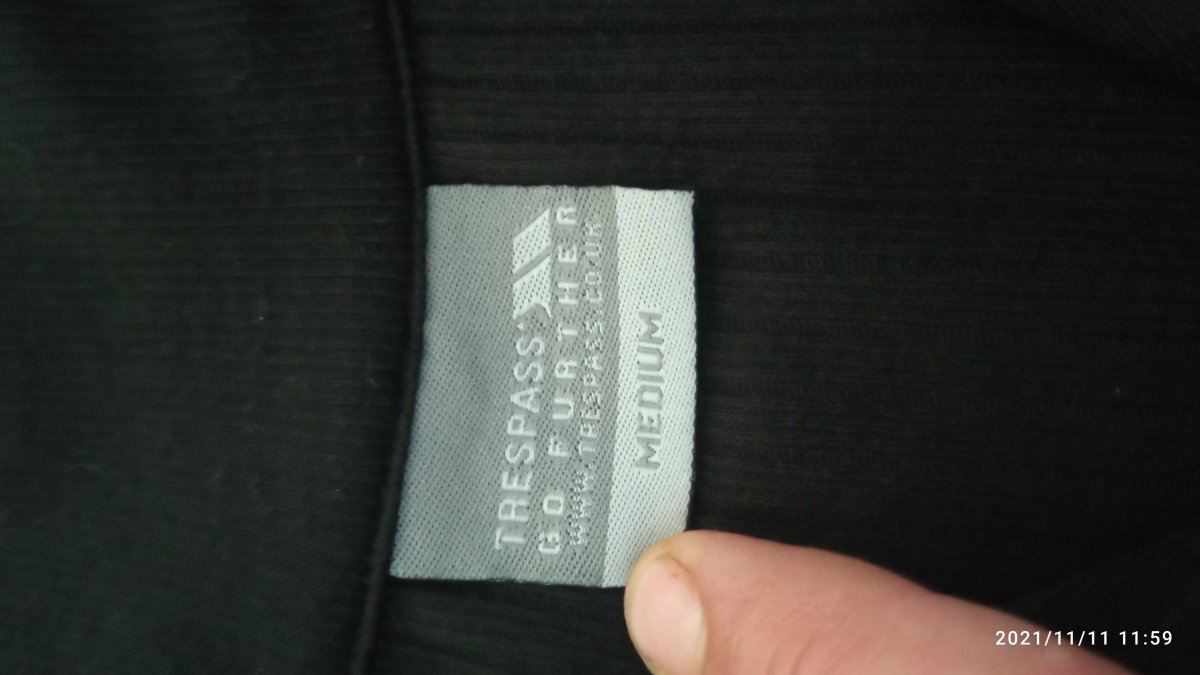 TRESPASS
GO FURTHER
WWW.TRESPASS.CO.UK
MEDIUM
2021/11/11 11:59